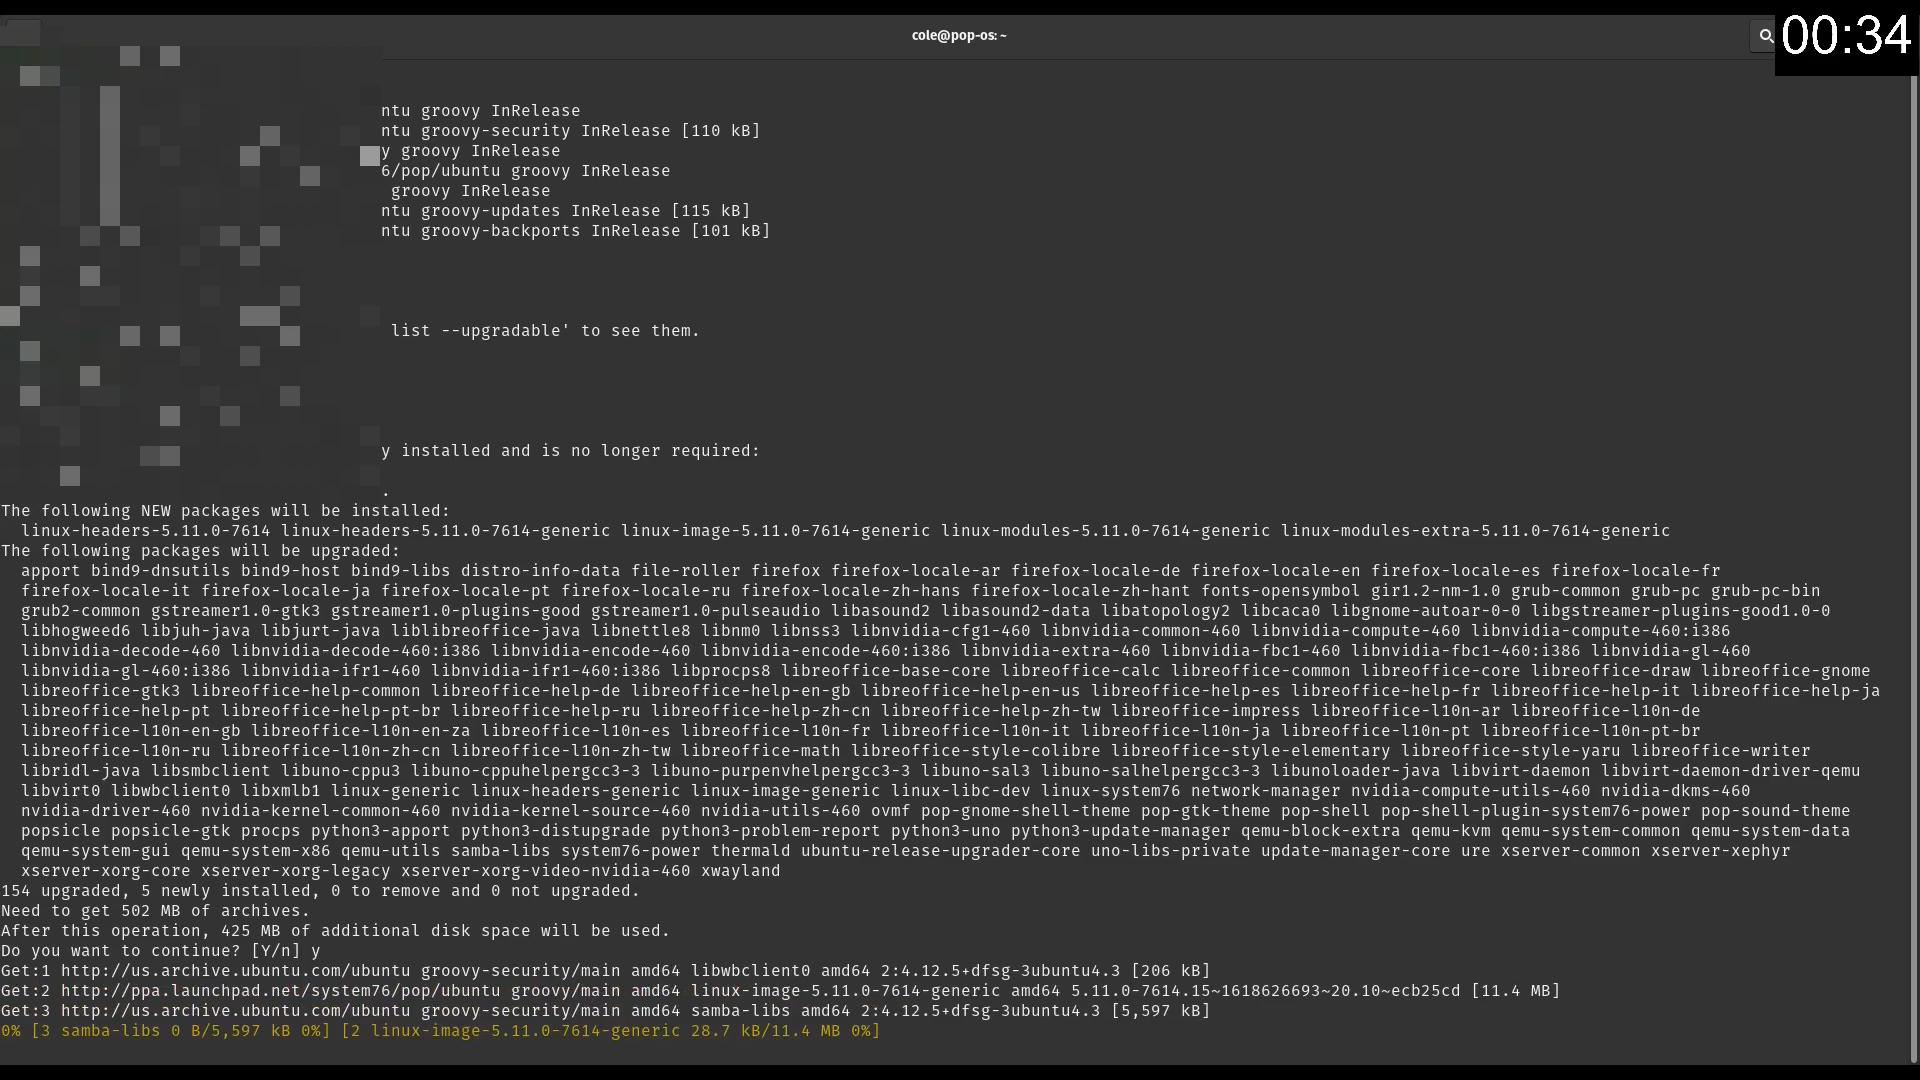 cole@pop-os: ~
00:34
ntu groovy InRelease
ntu groovy-security InRelease [110 kB]
y groovy InRelease
6/pop/ubuntu groovy InRelease
groovy InRelease
ntu groovy-updates InRelease [115 kB]
ntu groovy-backports InRelease [101 kB]
list --upgradable' to see them.
y installed and is no longer required:
.
The following NEW packages will be installed:
linux-headers-5.11.0-7614 linux-headers-5.11.0-7614-generic linux-image-5.11.0-7614-generic linux-modules-5.11.0-7614-generic linux-modules-extra-5.11.0-7614-generic
The following packages will be upgraded:
apport bind9-dnsutils bind9-host bind9-libs distro-info-data file-roller firefox firefox-locale-ar firefox-locale-de firefox-locale-en firefox-locale-es firefox-locale-fr
firefox-locale-it firefox-locale-ja firefox-locale-pt firefox-locale-ru firefox-locale-zh-hans firefox-locale-zh-hant fonts-opensymbol gir1.2-nm-1.0 grub-common grub-pc grub-pc-bin
grub2-common gstreamer1.0-gtk3 gstreamer1.0-plugins-good gstreamer1.0-pulseaudio libasound2 libasound2-data libatopology2 libcaca0 libgnome-autoar-0-0 libgstreamer-plugins-good1.0-0
libhogweed6 libjuh-java libjurt-java liblibreoffice-java libnettle8 libnm0 libnss3 libnvidia-cfg1-460 libnvidia-common-460 libnvidia-compute-460 libnvidia-compute-460:i386
libnvidia-decode-460 libnvidia-decode-460:i386 libnvidia-encode-460 libnvidia-encode-460:i386 libnvidia-extra-460 libnvidia-fbc1-460 libnvidia-fbc1-460:i386 libnvidia-gl-460
libnvidia-gl-460:i386 libnvidia-ifr1-460 libnvidia-ifr1-460:i386 libprocps8 libreoffice-base-core libreoffice-calc libreoffice-common libreoffice-core libreoffice-draw libreoffice-gnome
libreoffice-gtk3 libreoffice-help-common libreoffice-help-de libreoffice-help-en-gb libreoffice-help-en-us libreoffice-help-es libreoffice-help-fr libreoffice-help-it libreoffice-help-ja
libreoffice-help-pt libreoffice-help-pt-br libreoffice-help-ru libreoffice-help-zh-cn libreoffice-help-zh-tw libreoffice-impress libreoffice-l10n-ar libreoffice-l10n-de
libreoffice-l10n-en-gb libreoffice-l10n-en-za libreoffice-l10n-es libreoffice-l10n-fr libreoffice-l10n-it libreoffice-l10n-ja libreoffice-l10n-pt libreoffice-l10n-pt-br
libreoffice-l10n-ru libreoffice-l10n-zh-cn libreoffice-l10n-zh-tw libreoffice-math libreoffice-style-colibre libreoffice-style-elementary libreoffice-style-yaru libreoffice-writer
libridl-java libsmbclient libuno-cppu3 libuno-cppuhelpergcc3-3 libuno-purpenvhelpergcc3-3 libuno-sal3 libuno-salhelpergcc3-3 libunoloader-java libvirt-daemon libvirt-daemon-driver-qemu
libvirt0 libwbclient0 libxmlb1 linux-generic linux-headers-generic linux-image-generic linux-libc-dev linux-system76 network-manager nvidia-compute-utils-460 nvidia-dkms-460
nvidia-driver-460 nvidia-kernel-common-460 nvidia-kernel-source-460 nvidia-utils-460 ovmf pop-gnome-shell-theme pop-gtk-theme pop-shell pop-shell-plugin-system76-power pop-sound-theme
popsicle popsicle-gtk procps python3-apport python3-distupgrade python3-problem-report python3-uno python3-update-manager qemu-block-extra qemu-kvm qemu-system-common qemu-system-data
qemu-system-gui qemu-system-x86 qemu-utils samba-libs system76-power thermald ubuntu-release-upgrader-core uno-libs-private update-manager-core ure xserver-common xserver-xephyr
xserver-xorg-core xserver-xorg-legacy xserver-xorg-video-nvidia-460 xwayland
154 upgraded, 5 newly installed, 0 to remove and 0 not upgraded.
Need to get 502 MB of archives.
After this operation, 425 MB of additional disk space will be used.
Do you want to continue? [Y/n] y
Get:1 http://us.archive.ubuntu.com/ubuntu groovy-security/main amd64 libwbclient0 amd64 2:4.12.5+dfsg-3ubuntu4.3 [206 kB]
Get:2 http://ppa.launchpad.net/system76/pop/ubuntu groovy/main amd64 linux-image-5.11.0-7614-generic amd64 5.11.0-7614.15~1618626693~20.10~ecb25cd [11.4 MB]
Get:3 http://us.archive.ubuntu.com/ubuntu groovy-security/main amd64 samba-libs amd64 2:4.12.5+dfsg-3ubuntu4.3 [5,597 kB]
0% [3 samba-libs 0 B/5,597 kB 0%] [2 linux-image-5.11.0-7614-generic 28.7 kB/11.4 MB 0%]